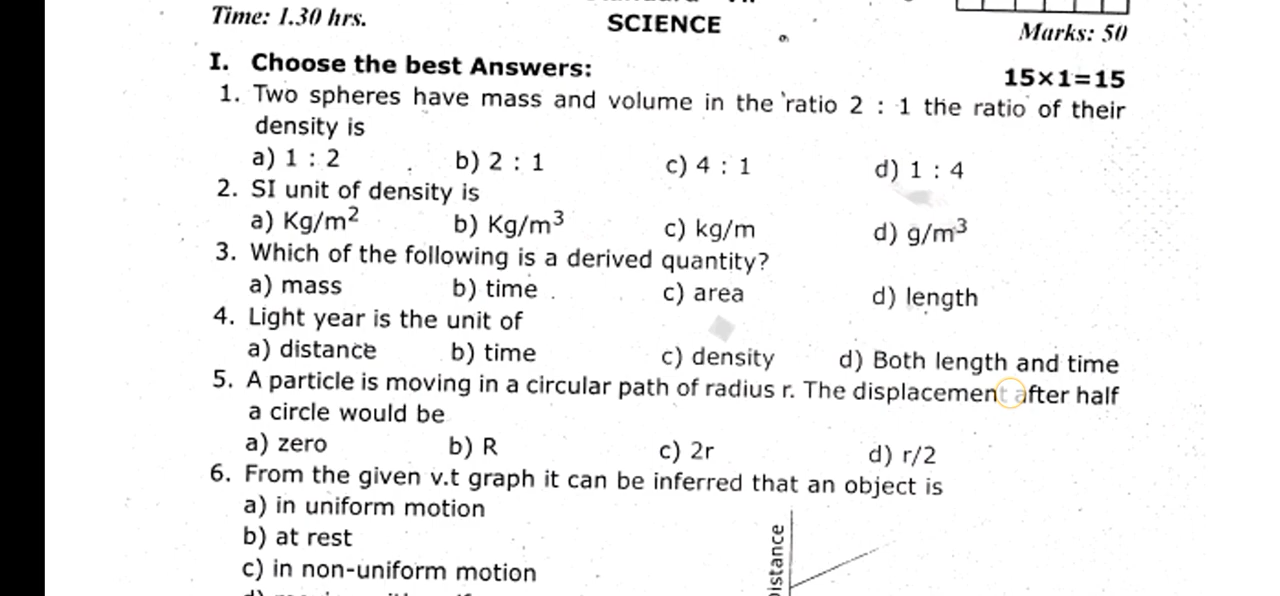 Time: 1.30 hrs.
SCIENCE
Marks: 50
I. Choose the best Answers:
15×1=15
1. Two spheres have mass and volume in the ratio 2 : 1 the ratio of their
density is
a) 1 : 2 b) 2 : 1 c) 4 : 1 d) 1 : 4
2. SI unit of density is
a) Kg/m² b) Kg/m³ c) kg/m d) g/m³
3. Which of the following is a derived quantity?
a) mass b) time c) area d) length
4. Light year is the unit of
a) distance b) time c) density d) Both length and time
5. A particle is moving in a circular path of radius r. The displacement after half
a circle would be
a) zero b) R c) 2r d) r/2
6. From the given v.t graph it can be inferred that an object is
a) in uniform motion
b) at rest
c) in non-uniform motion